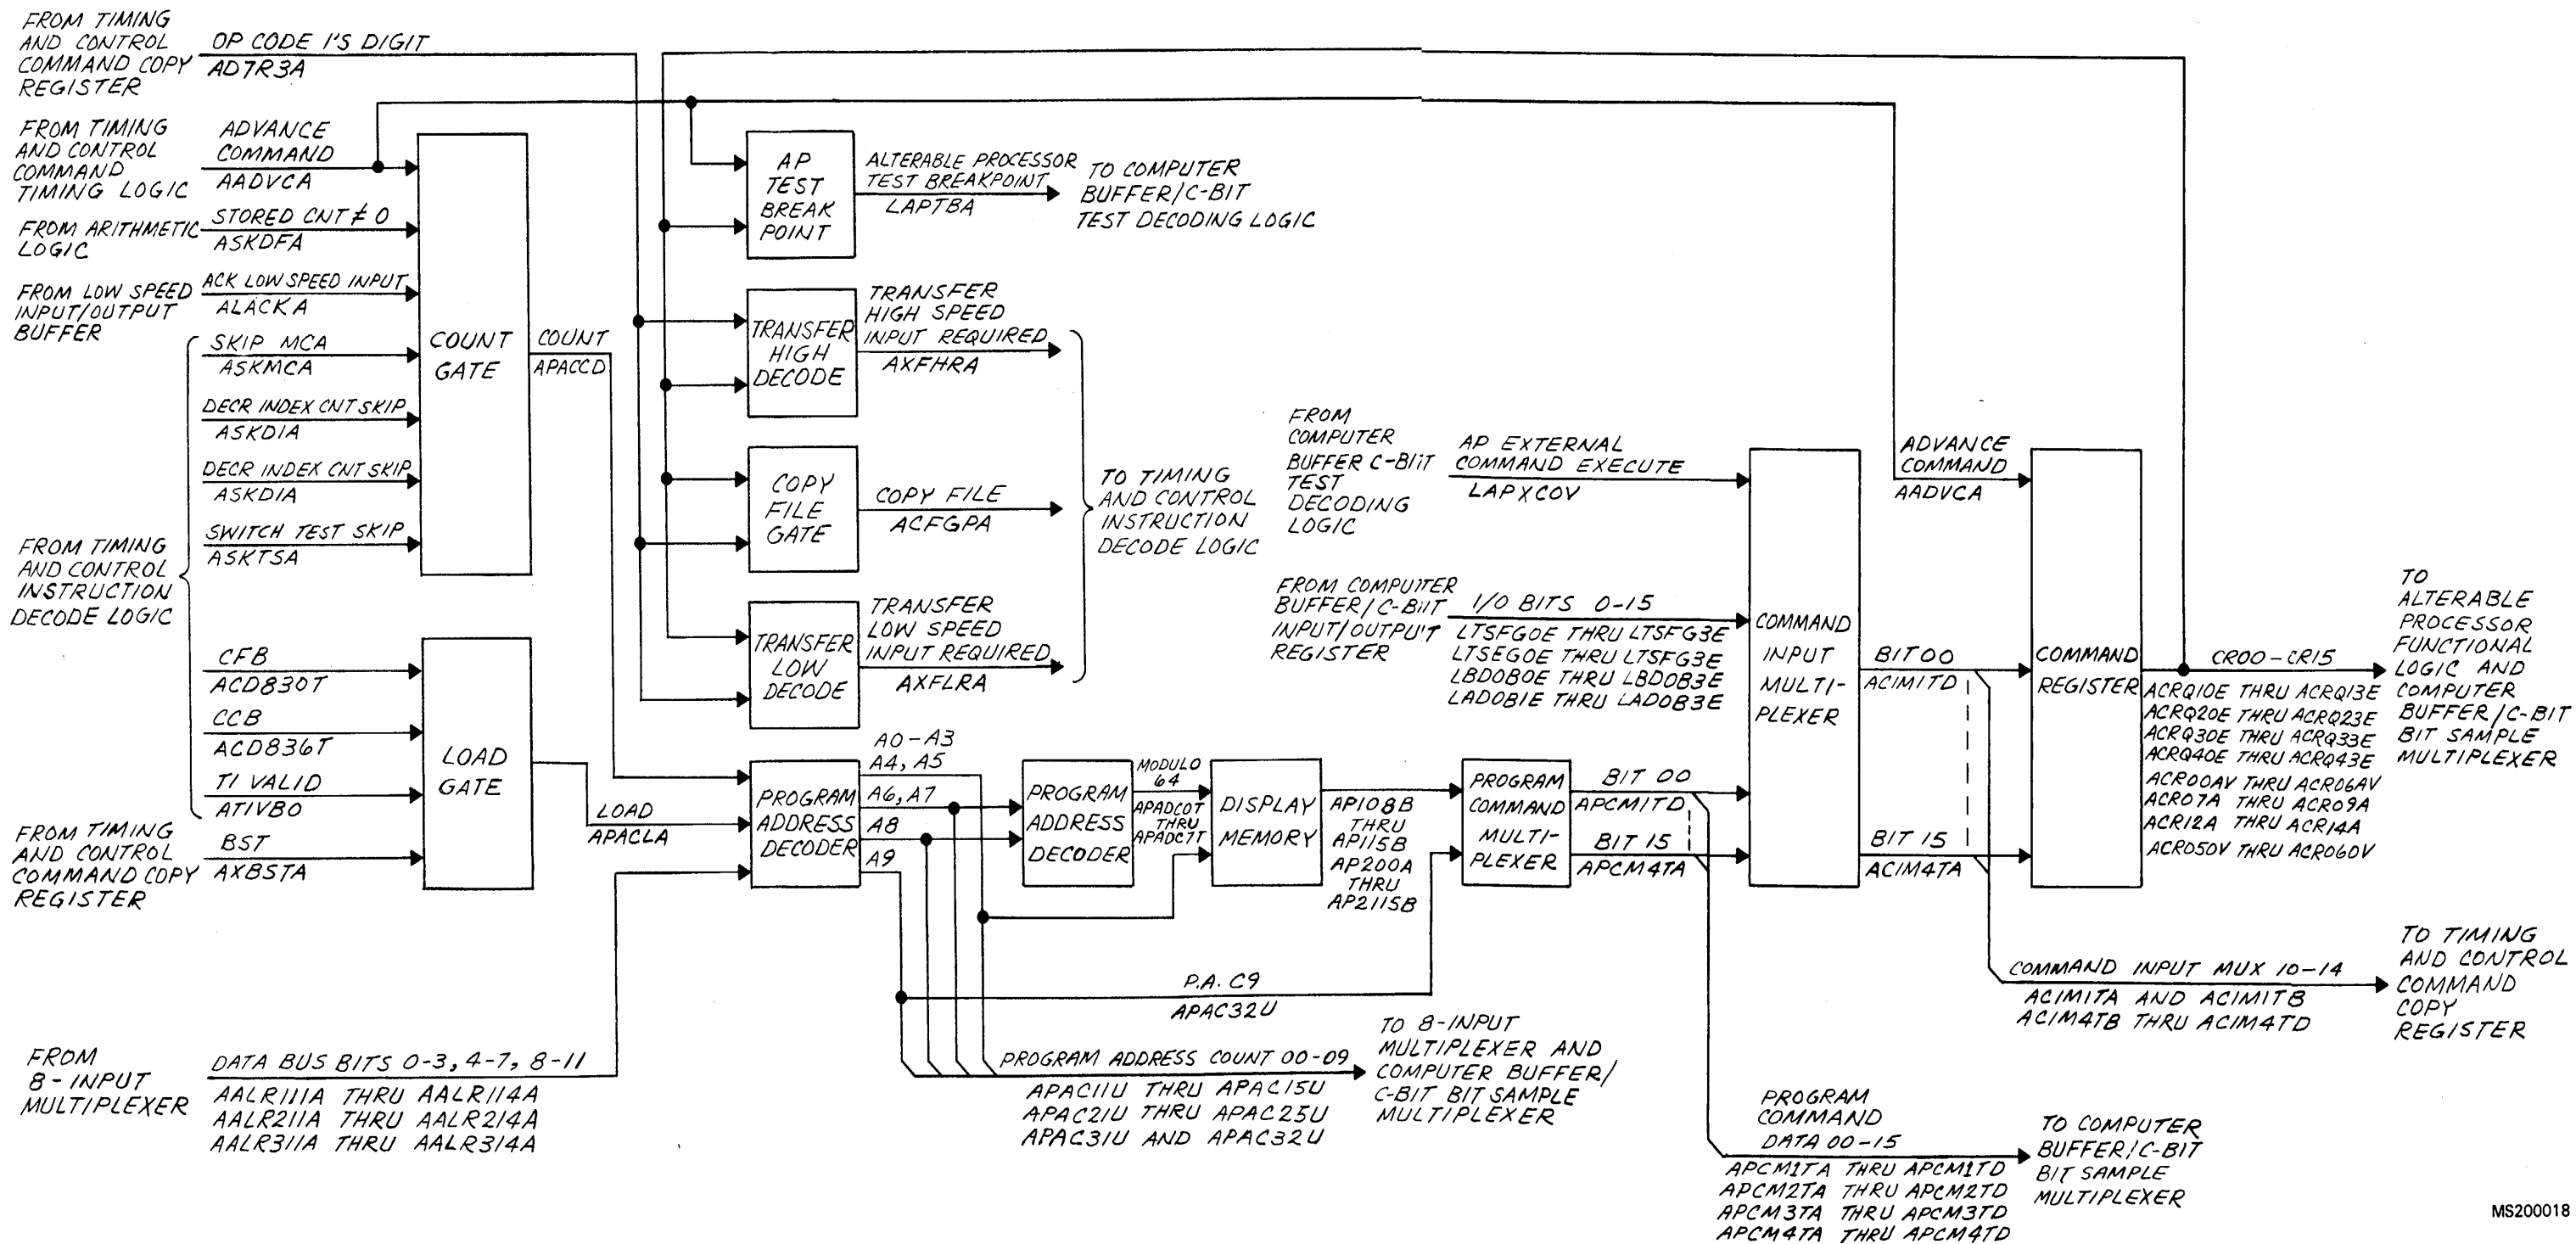 FROM TIMING
AND CONTROL
COMMAND COPY
REGISTER
OP CODE 1'S DIGIT
AD7R3A
FROM TIMING
AND CONTROL
COMMAND
TIMING LOGIC
ADVANCE
COMMAND
AADVCA
FROM ARITHMETIC
LOGIC
STORED CNT ≠ 0
ASKDFA
FROM LOW SPEED
INPUT/OUTPUT
BUFFER
ACK LOW SPEED INPUT
ALACKA
SKIP MCA
ASKMCA
DECR INDEX CNT SKIP
ASKDIA
DECR INDEX CNT SKIP
ASKDIA
SWITCH TEST SKIP
ASKTSA
FROM TIMING
AND CONTROL
INSTRUCTION
DECODE LOGIC
CFB
ACD830T
CCB
ACD836T
TI VALID
ATIVBO
FROM TIMING
AND CONTROL
COMMAND COPY
REGISTER
BST
AXBSTA
FROM
8-INPUT
MULTIPLEXER
DATA BUS BITS 0-3, 4-7, 8-11
AALR111A THRU AALR114A
AALR211A THRU AALR214A
AALR311A THRU AALR314A
COUNT
GATE
COUNT
APACCD
LOAD
GATE
LOAD
APACLA
AP
TEST
BREAK
POINT
ALTERABLE PROCESSOR
TEST BREAKPOINT
LAPTBA
TO COMPUTER
BUFFER/C-BIT
TEST DECODING LOGIC
TRANSFER
HIGH
DECODE
TRANSFER
HIGH SPEED
INPUT REQUIRED
AXFHRA
COPY
FILE
GATE
COPY FILE
ACFGPA
TO TIMING
AND CONTROL
INSTRUCTION
DECODE LOGIC
TRANSFER
LOW
DECODE
TRANSFER
LOW SPEED
INPUT REQUIRED
AXFLRA
PROGRAM
ADDRESS
DECODER
A0-A3
A4, A5
A6, A7
A8
A9
PROGRAM
ADDRESS
DECODER
MODULO
64
APADC0T
THRU
APADC7T
DISPLAY
MEMORY
AP108B
THRU
AP115B
AP200A
THRU
AP2115B
P.A. C9
APAC32U
PROGRAM ADDRESS COUNT 00-09
APAC11U THRU APAC15U
APAC21U THRU APAC25U
APAC31U AND APAC32U
TO 8-INPUT
MULTIPLEXER AND
COMPUTER BUFFER/
C-BIT BIT SAMPLE
MULTIPLEXER
PROGRAM
COMMAND
MULTI-
PLEXER
BIT 00
APCM1TD
BIT 15
APCM4TA
FROM
COMPUTER
BUFFER C-BIIT
TEST
DECODING
LOGIC
AP EXTERNAL
COMMAND EXECUTE
LAPXCOV
FROM COMPUTTER
BUFFER/C-BIIT
INPUT/OUTPUT
REGISTER
I/O BITS 0-15
LTSFG0E THRU LTSFG3E
LTSEG0E THRU LTSFG3E
LBDOB0E THRU LBDOB3E
LADOB1E THRU LADOB3E
COMMAND
INPUT
MULTI-
PLEXER
ADVANCE
COMMAND
AADVCA
BIT 00
ACIM1TD
BIT 15
ACIM4TA
COMMAND
REGISTER
CR00-CR15
ACRQ10E THRU ACRQ13E
ACRQ20E THRU ACRQ23E
ACRQ30E THRU ACRQ33E
ACRQ40E THRU ACRQ43E
ACR00AV THRU ACR06AV
ACR07A THRU ACR09A
ACR12A THRU ACR14A
ACR050V THRU ACR060V
TO
ALTERABLE
PROCESSOR
FUNCTIONAL
LOGIC AND
COMPUTER
BUFFER/C-BIT
BIT SAMPLE
MULTIPLEXER
COMMAND INPUT MUX 10-14
ACIM1TA AND ACIM1TB
ACIM4TB THRU ACIM4TD
TO TIMING
AND CONTROL
COMMAND
COPY
REGISTER
PROGRAM
COMMAND
DATA 00-15
APCM1TA THRU APCM1TD
APCM2TA THRU APCM2TD
APCM3TA THRU APCM3TD
APCM4TA THRU APCM4TD
TO COMPUTER
BUFFER/C-BIT
BIT SAMPLE
MULTIPLEXER
MS200018